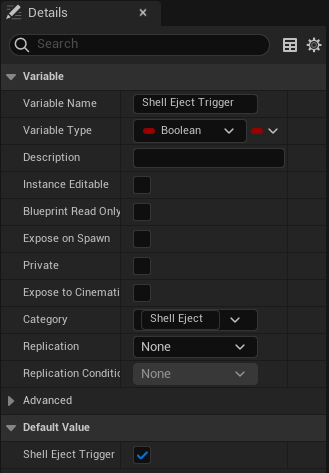 Details
Search
Variable
Variable Name Shell Eject Trigger
Variable Type Boolean
Description
Instance Editable
Blueprint Read Only
Expose on Spawn
Private
Expose to Cinemati
Category Shell Eject
Replication None
Replication Conditic None
Advanced
Default Value
Shell Eject Trigger